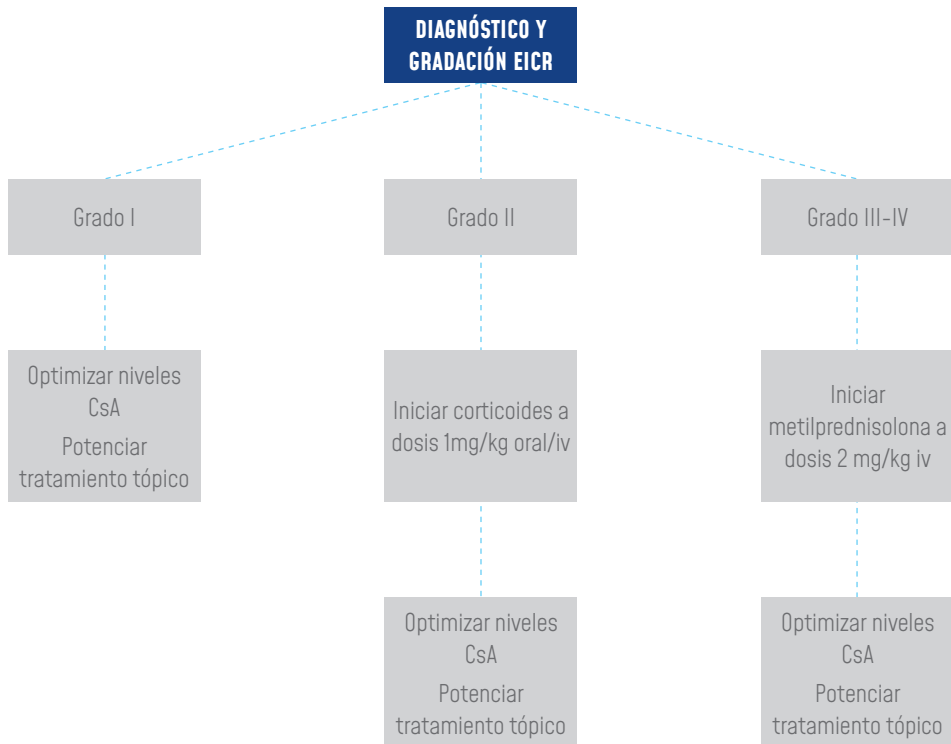 DIAGNÓSTICO Y
GRADACIÓN EICR
Grado I
Grado II
Grado III-IV
Optimizar niveles
CsA
Potenciar
tratamiento tópico
Iniciar corticoides a
dosis 1mg/kg oral/iv
Iniciar
metilprednisolona a
dosis 2 mg/kg iv
Optimizar niveles
CsA
Potenciar
tratamiento tópico
Optimizar niveles
CsA
Potenciar
tratamiento tópico